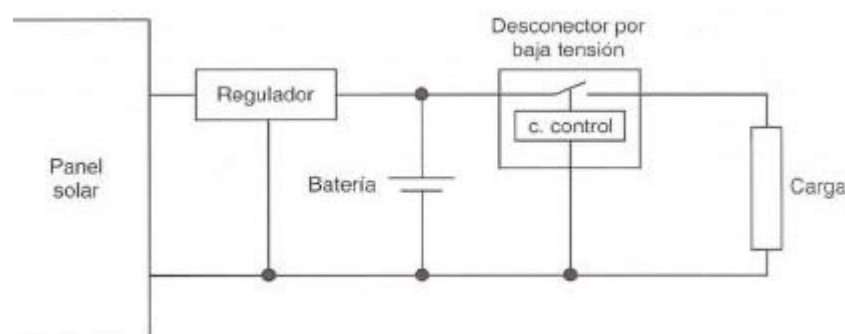 Desconector por
baja tensión
Regulador
c. control
Panel
solar
Batería
Carga